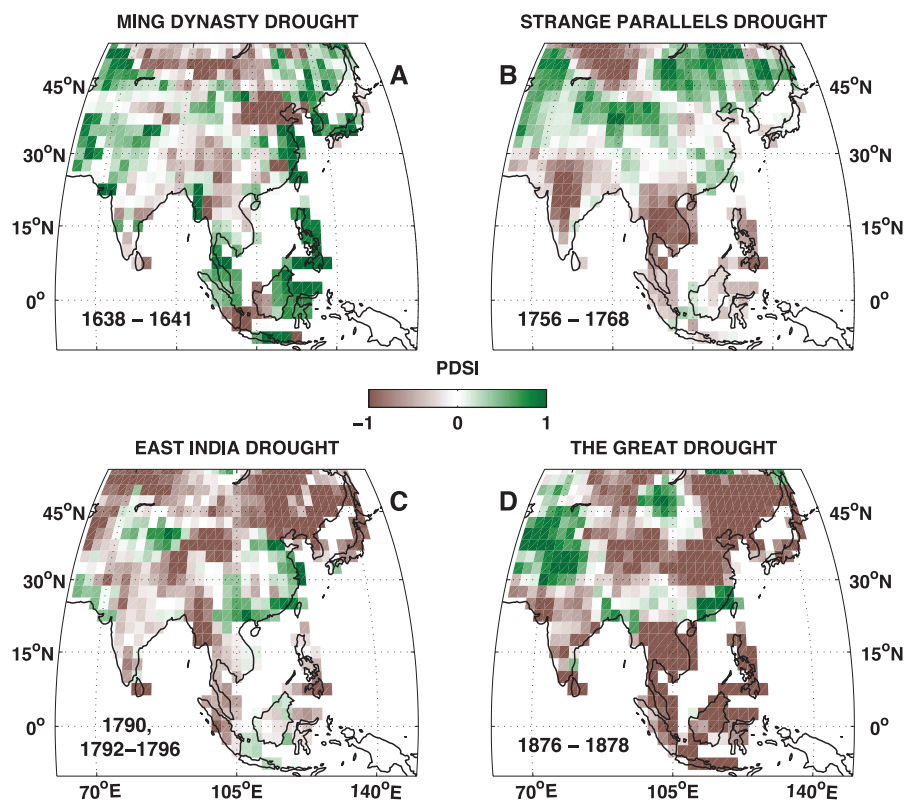 MING DYNASTY DROUGHT
STRANGE PARALLELS DROUGHT
A
B
45°N
45°N
30°N
30°N
15°N
15°N
0°
0°
1638 – 1641
1756 – 1768
PDSI
−1
0
1
EAST INDIA DROUGHT
THE GREAT DROUGHT
C
D
45°N
45°N
30°N
30°N
15°N
15°N
0°
0°
1790,
1792–1796
1876 – 1878
70°E
105°E
140°E
70°E
105°E
140°E